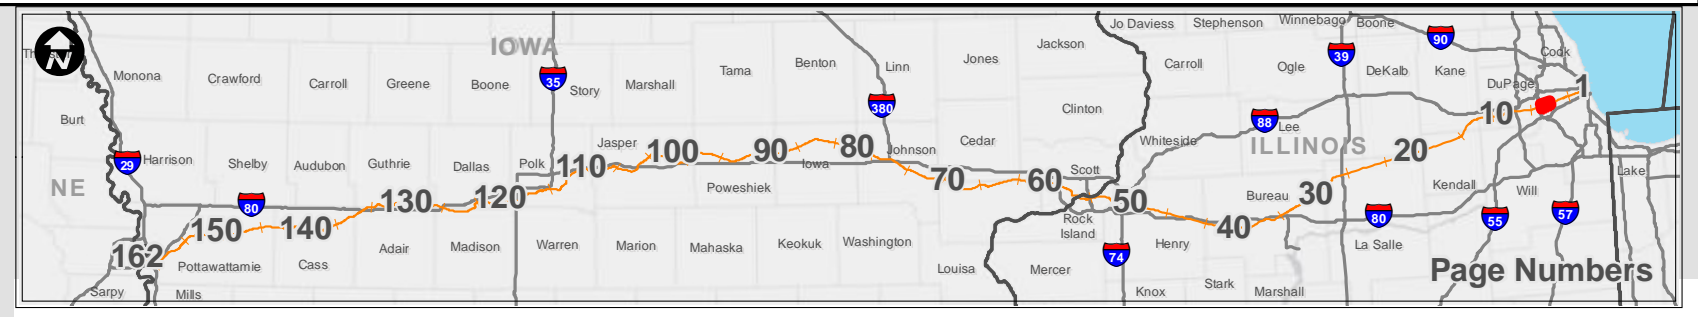 Jo Daviess Stephenson Winnebago Boone
IOWA Jackson 90 Cook
N 39
Monona Crawford Carroll Greene Boone 35 Story Marshall Tama Benton Linn Jones Carroll Ogle DeKalb Kane DuPage 1
Burt 380 Clinton 88 Lee 10
29 Harrison Shelby Audubon Guthrie Dallas Polk 110 Jasper 100 90 Iowa 80 Johnson Cedar Scott Whiteside ILLINOIS 20
NE 80 130 120 Poweshiek 70 60 50 Bureau 30 Kendall Will Lake
162 150 140 Adair Madison Warren Marion Mahaska Keokuk Washington Rock
Island Henry 40 La Salle 80 55 57
Pottawattamie Cass Louisa Mercer 74 Stark Page Numbers
Sarpy Mills Knox Marshall